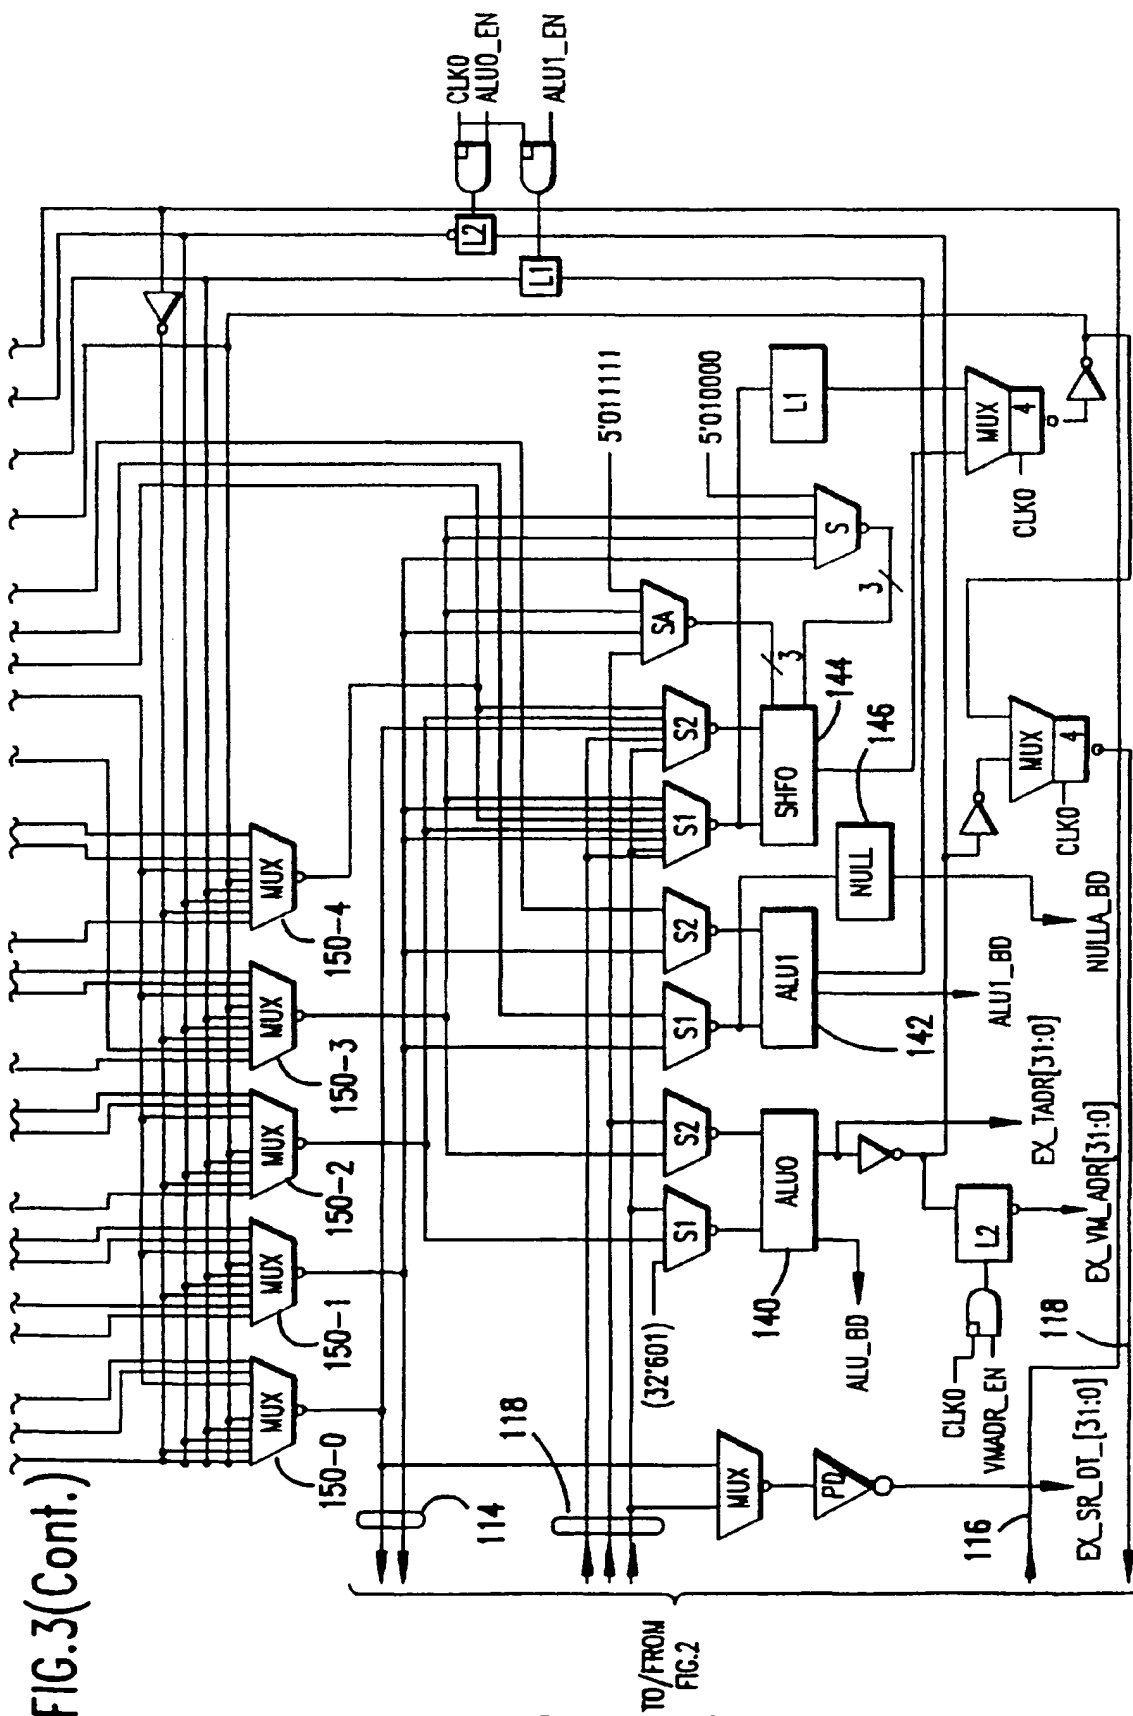 FIG.3(Cont.)
CLK0
ALU0_EN
ALU1_EN
L2
L1
MUX
MUX
MUX
MUX
MUX
150-0
150-1
150-2
150-3
150-4
114
118
5'011111
5'010000
SA
S
3
3
L1
MUX
4
CLK0
S1
S2
S1
S2
S1
S2
(32'601)
ALU0
140
ALU1
142
SHF0
144
NULL
146
MUX
PD
ALU_BD
ALU1_BD
NULLA_BD
MUX
4
CLK0
L2
CLK0
VMADR_EN
EX_TADR[31:0]
EX_VM_ADR[31:0]
EX_SR_DT_[31:0]
116
118
TO/FROM
FIG.2